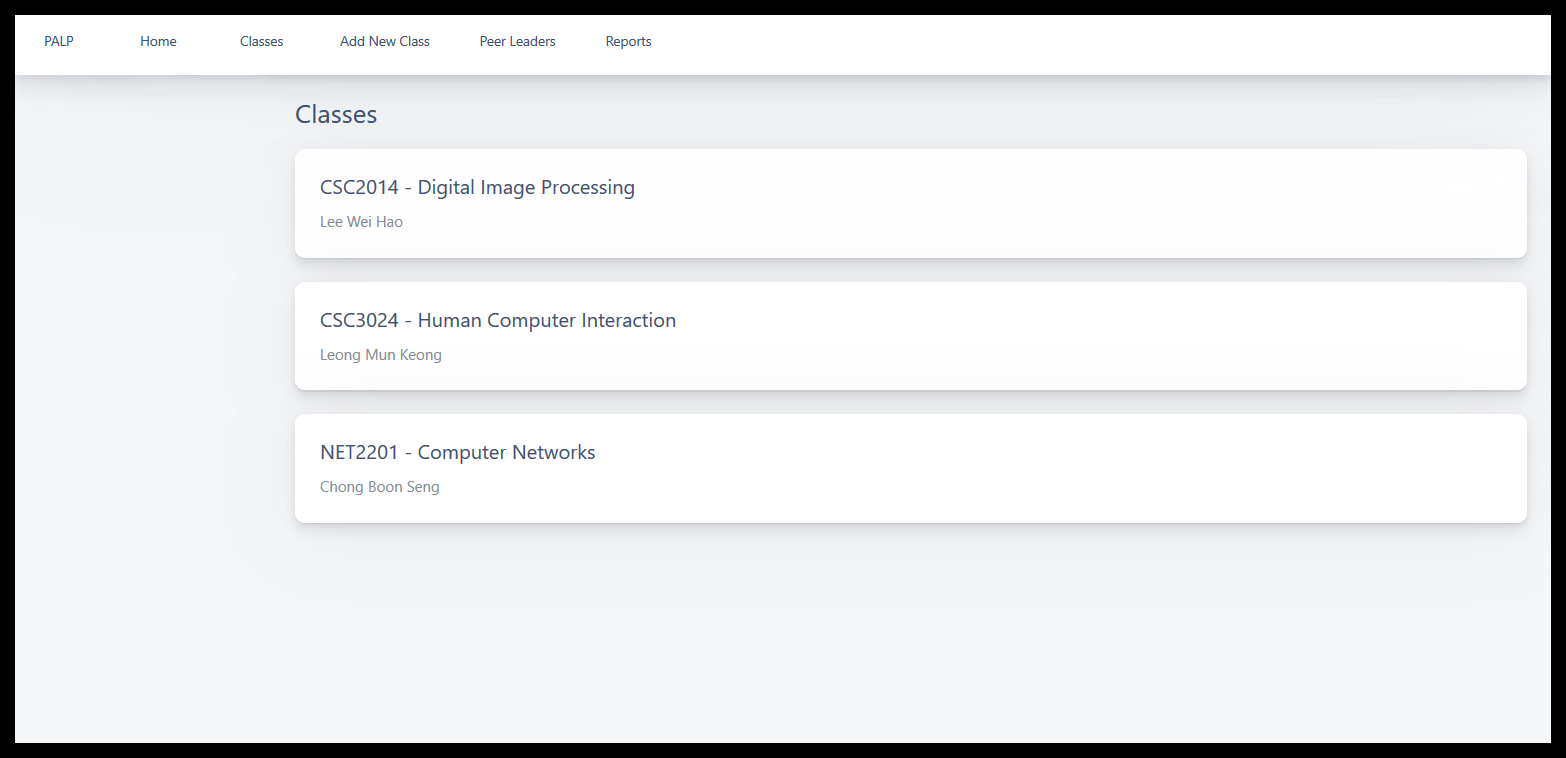 PALP Home Classes Add New Class Peer Leaders Reports
Classes
CSC2014 - Digital Image Processing
Lee Wei Hao
CSC3024 - Human Computer Interaction
Leong Mun Keong
NET2201 - Computer Networks
Chong Boon Seng